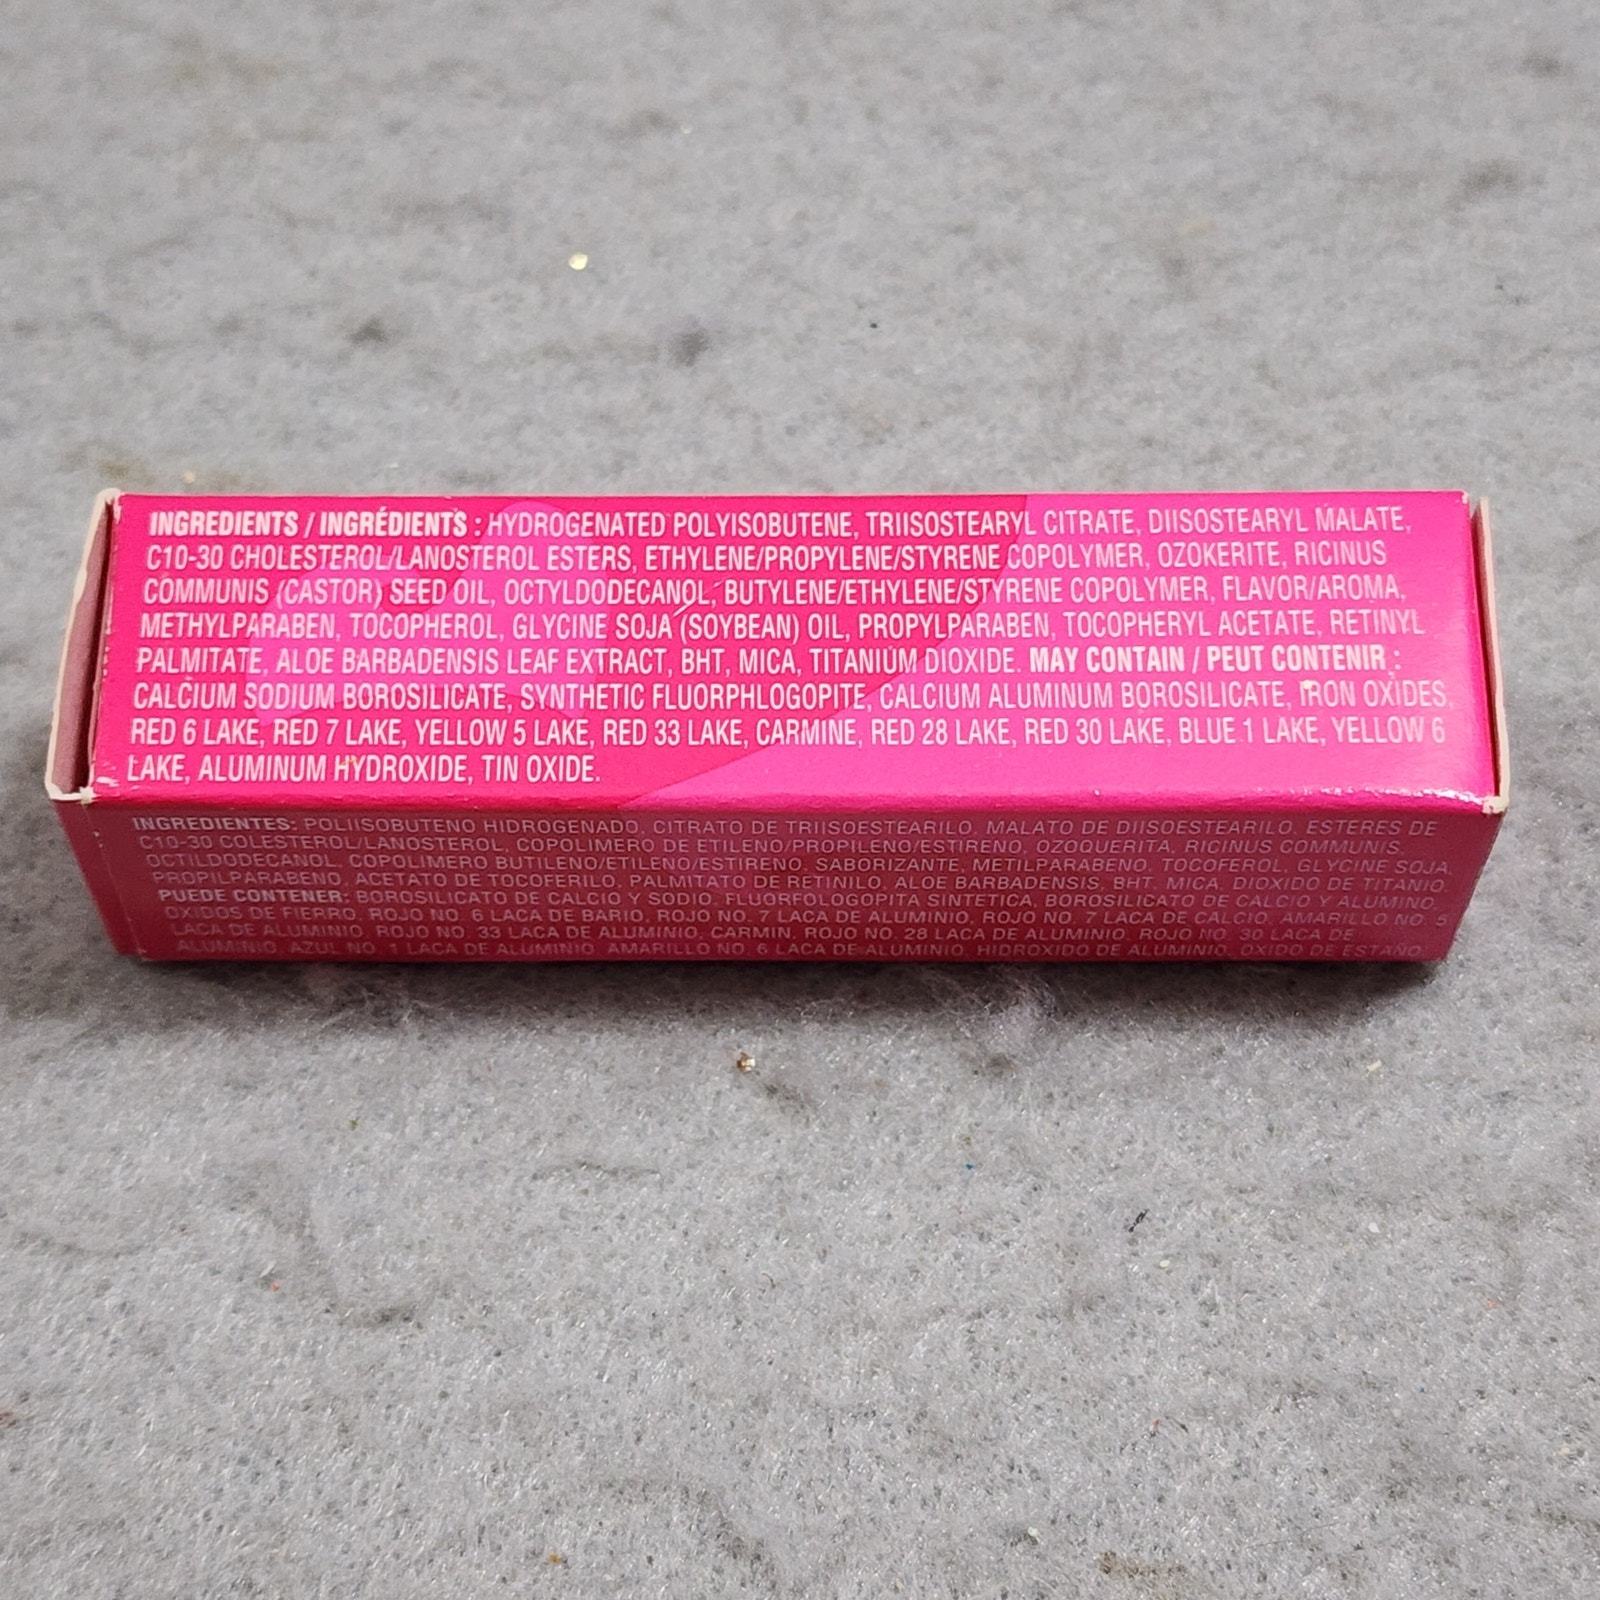 INGREDIENTS / INGRÉDIENTS : HYDROGENATED POLYISOBUTENE, TRIISOSTEARYL CITRATE, DIISOSTEARYL MALATE,
C10-30 CHOLESTEROL/LANOSTEROL ESTERS, ETHYLENE/PROPYLENE/STYRENE COPOLYMER, OZOKERITE, RICINUS
COMMUNIS (CASTOR) SEED OIL, OCTYLDODECANOL, BUTYLENE/ETHYLENE/STYRENE COPOLYMER, FLAVOR/AROMA,
METHYLPARABEN, TOCOPHEROL, GLYCINE SOJA (SOYBEAN) OIL, PROPYLPARABEN, TOCOPHERYL ACETATE, RETINYL
PALMITATE, ALOE BARBADENSIS LEAF EXTRACT, BHT, MICA, TITANIUM DIOXIDE. MAY CONTAIN / PEUT CONTENIR :
CALCIUM SODIUM BOROSILICATE, SYNTHETIC FLUORPHLOGOPITE, CALCIUM ALUMINUM BOROSILICATE, IRON OXIDES,
RED 6 LAKE, RED 7 LAKE, YELLOW 5 LAKE, RED 33 LAKE, CARMINE, RED 28 LAKE, RED 30 LAKE, BLUE 1 LAKE, YELLOW 6
LAKE, ALUMINUM HYDROXIDE, TIN OXIDE.
INGREDIENTES: POLIISOBUTENO HIDROGENADO, CITRATO DE TRIISOESTEARILO, MALATO DE DIISOESTEARILO, ESTERES DE
C10-30 COLESTEROL/LANOSTEROL, COPOLIMERO DE ETILENO/PROPILENO/ESTIRENO, OZOQUERITA, RICINUS COMMUNIS,
OCTILDODECANOL, COPOLIMERO BUTILENO/ETILENO/ESTIRENO, SABORIZANTE, METILPARABENO, TOCOFEROL, GLYCINE SOJA,
PROPILPARABENO, ACETATO DE TOCOFERILO, PALMITATO DE RETINILO, ALOE BARBADENSIS, BHT, MICA, DIOXIDO DE TITANIO.
PUEDE CONTENER: BOROSILICATO DE CALCIO Y SODIO, FLUORFOLOGOPITA SINTETICA, BOROSILICATO DE CALCIO Y ALUMINO,
OXIDOS DE FIERRO, ROJO NO. 6 LACA DE BARIO, ROJO NO. 7 LACA DE ALUMINIO, ROJO NO. 7 LACA DE CALCIO, AMARILLO NO. 5
LACA DE ALUMINIO, ROJO NO. 33 LACA DE ALUMINIO, CARMIN, ROJO NO. 28 LACA DE ALUMINIO, ROJO NO. 30 LACA DE
ALUMINIO, AZUL NO. 1 LACA DE ALUMINIO, AMARILLO NO. 6 LACA DE ALUMINIO, HIDROXIDO DE ALUMINIO, OXIDO DE ESTAÑO.